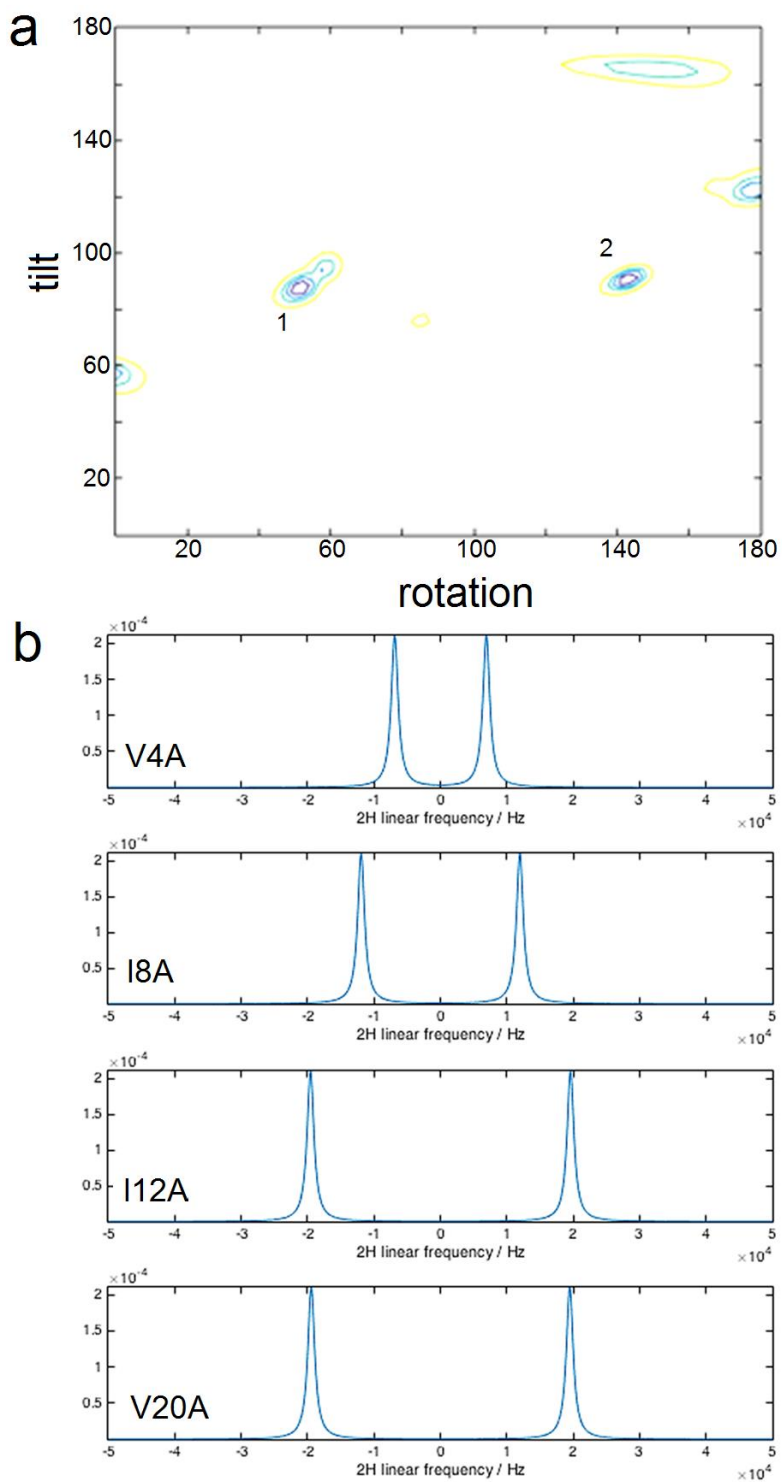 a
180
140
100
60
20
tilt
1
2
20 60 100 140 180
rotation
b
×10-4
2
1.5
1
0.5
V4A
-5 -4 -3 -2 -1 0 1 2 3 4 5
2H linear frequency / Hz
×104
×10-4
2
1.5
1
0.5
I8A
-5 -4 -3 -2 -1 0 1 2 3 4 5
2H linear frequency / Hz
×104
×10-4
2
1.5
1
0.5
I12A
-5 -4 -3 -2 -1 0 1 2 3 4 5
2H linear frequency / Hz
×104
×10-4
2
1.5
1
0.5
V20A
-5 -4 -3 -2 -1 0 1 2 3 4 5
2H linear frequency / Hz
×104